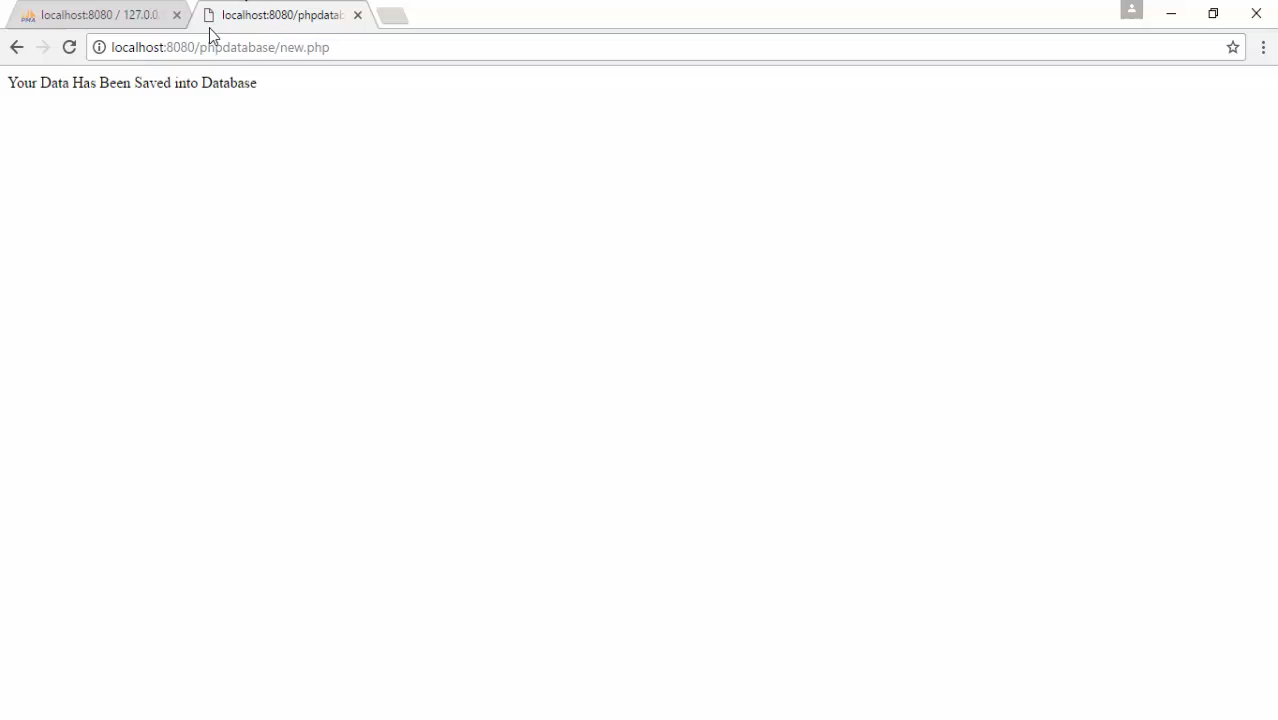 localhost:8080 / 127.0.0.
localhost:8080/phpdatab
localhost:8080/phpdatabase/new.php
Your Data Has Been Saved into Database